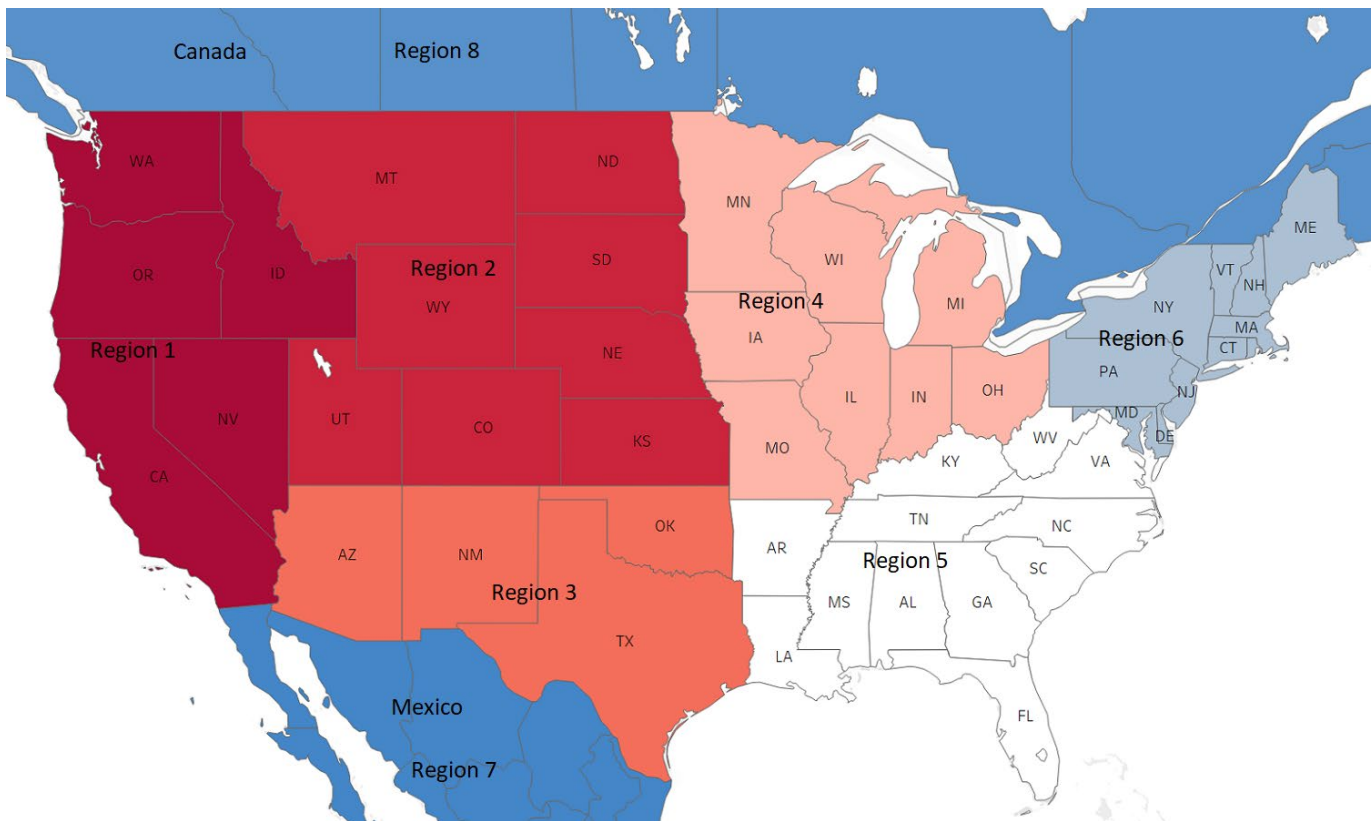 Canada
Region 8
WA
MT
ND
MN
ME
OR
ID
Region 2
SD
WI
VT
NH
WY
Region 4
MI
NY
MA
Region 1
IA
Region 6
CT
NE
PA
NV
UT
CO
KS
IL
IN
OH
NJ
MD
DE
CA
MO
KY
WV
VA
AZ
NM
OK
AR
TN
NC
Region 3
Region 5
SC
MS
AL
GA
TX
LA
Mexico
FL
Region 7